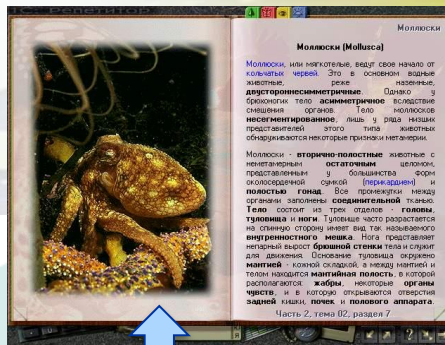 1С: Репетитор
Моллюски
Моллюски (Mollusca)
Моллюски, или мягкотелые, ведут свое начало от
кольчатых червей. Это в основном водные
животные, реже наземные,
двустороннесимметричные. Однако у
брюхоногих тело асимметричное вследствие
смещения органов. Тело моллюсков
несегментированное, лишь у ряда низших
представителей этого типа животных
обнаруживаются некоторые признаки метамерии.
Моллюски - вторично-полостные животные с
неметамерным остаточным целомом,
представленным у большинства форм
околосердечной сумкой (перикардием) и
полостью гонад. Все промежутки между
органами заполнены соединительной тканью.
Тело состоит из трех отделов - головы,
туловища и ноги. Туловище часто разрастается
на спинную сторону имеет вид так называемого
внутренностного мешка. Нога представляет
непарный вырост брюшной стенки тела и служит
для движения. Основание туловища окружено
мантией - кожной складкой, а между мантией и
телом находится мантийная полость, в которой
располагаются: жабры, некоторые органы
чувств, и в которую открываются отверстия
задней кишки, почек и полового аппарата.
Часть 2, тема 02, раздел 7
?